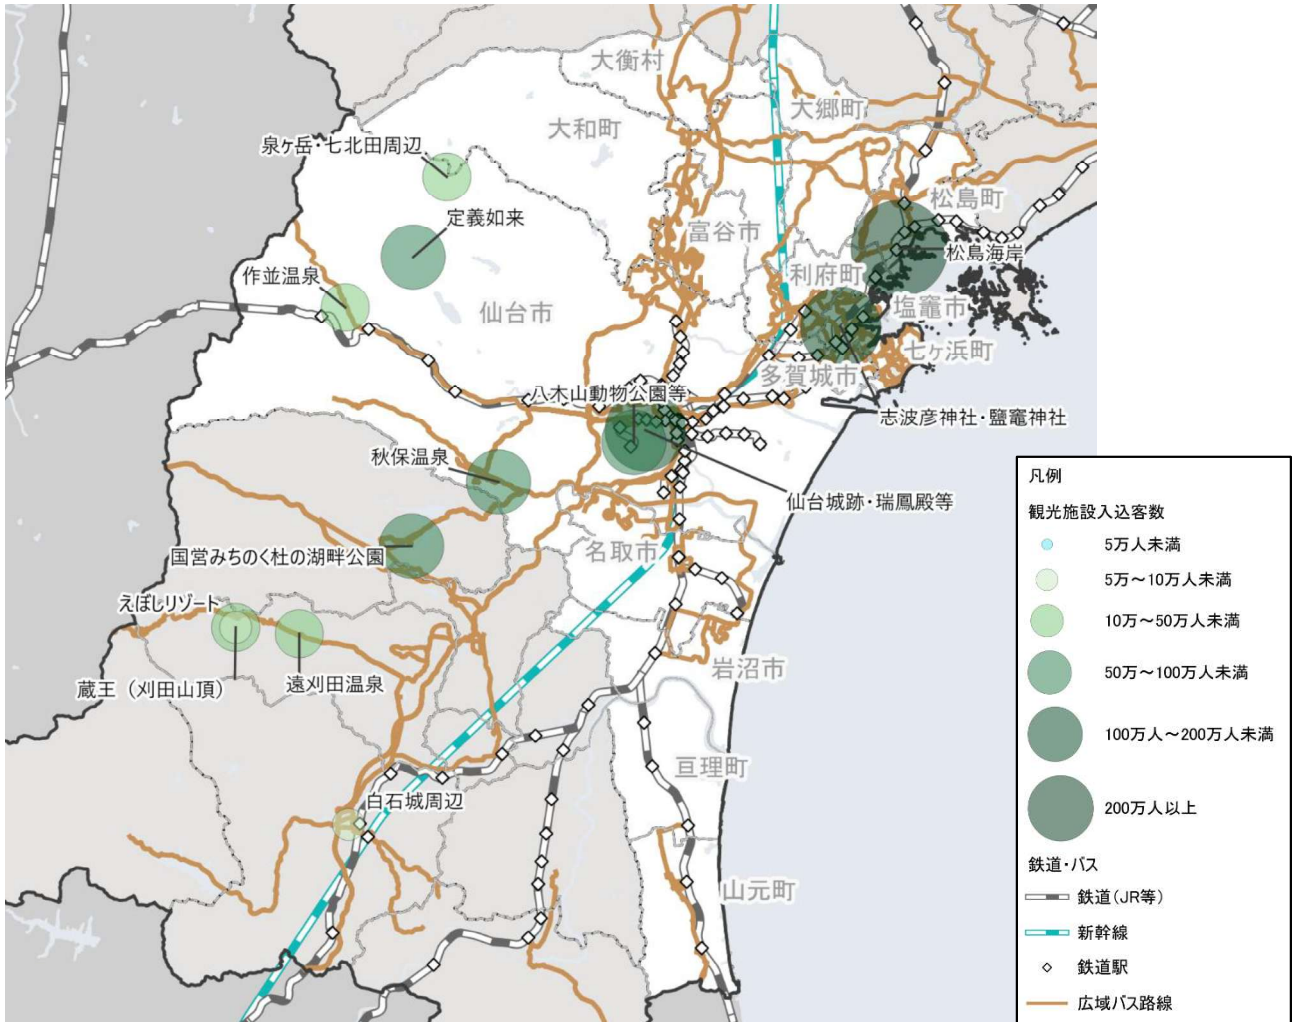 大衡村
大郷町
大和町
泉ヶ岳・七北田周辺
松島町
定義如来
富谷市
松島海岸
作並温泉
利府町
仙台市
塩竈市
七ヶ浜町
多賀城市
八木山動物公園等
志波彦神社・鹽竈神社
秋保温泉
仙台城跡・瑞鳳殿等
国営みちのく杜の湖畔公園
名取市
えぼしリゾート
蔵王（刈田山頂）
遠刈田温泉
岩沼市
亘理町
白石城周辺
山元町
凡例
観光施設入込客数
5万人未満
5万～10万人未満
10万～50万人未満
50万～100万人未満
100万人～200万人未満
200万人以上
鉄道・バス
鉄道（JR等）
新幹線
鉄道駅
広域バス路線